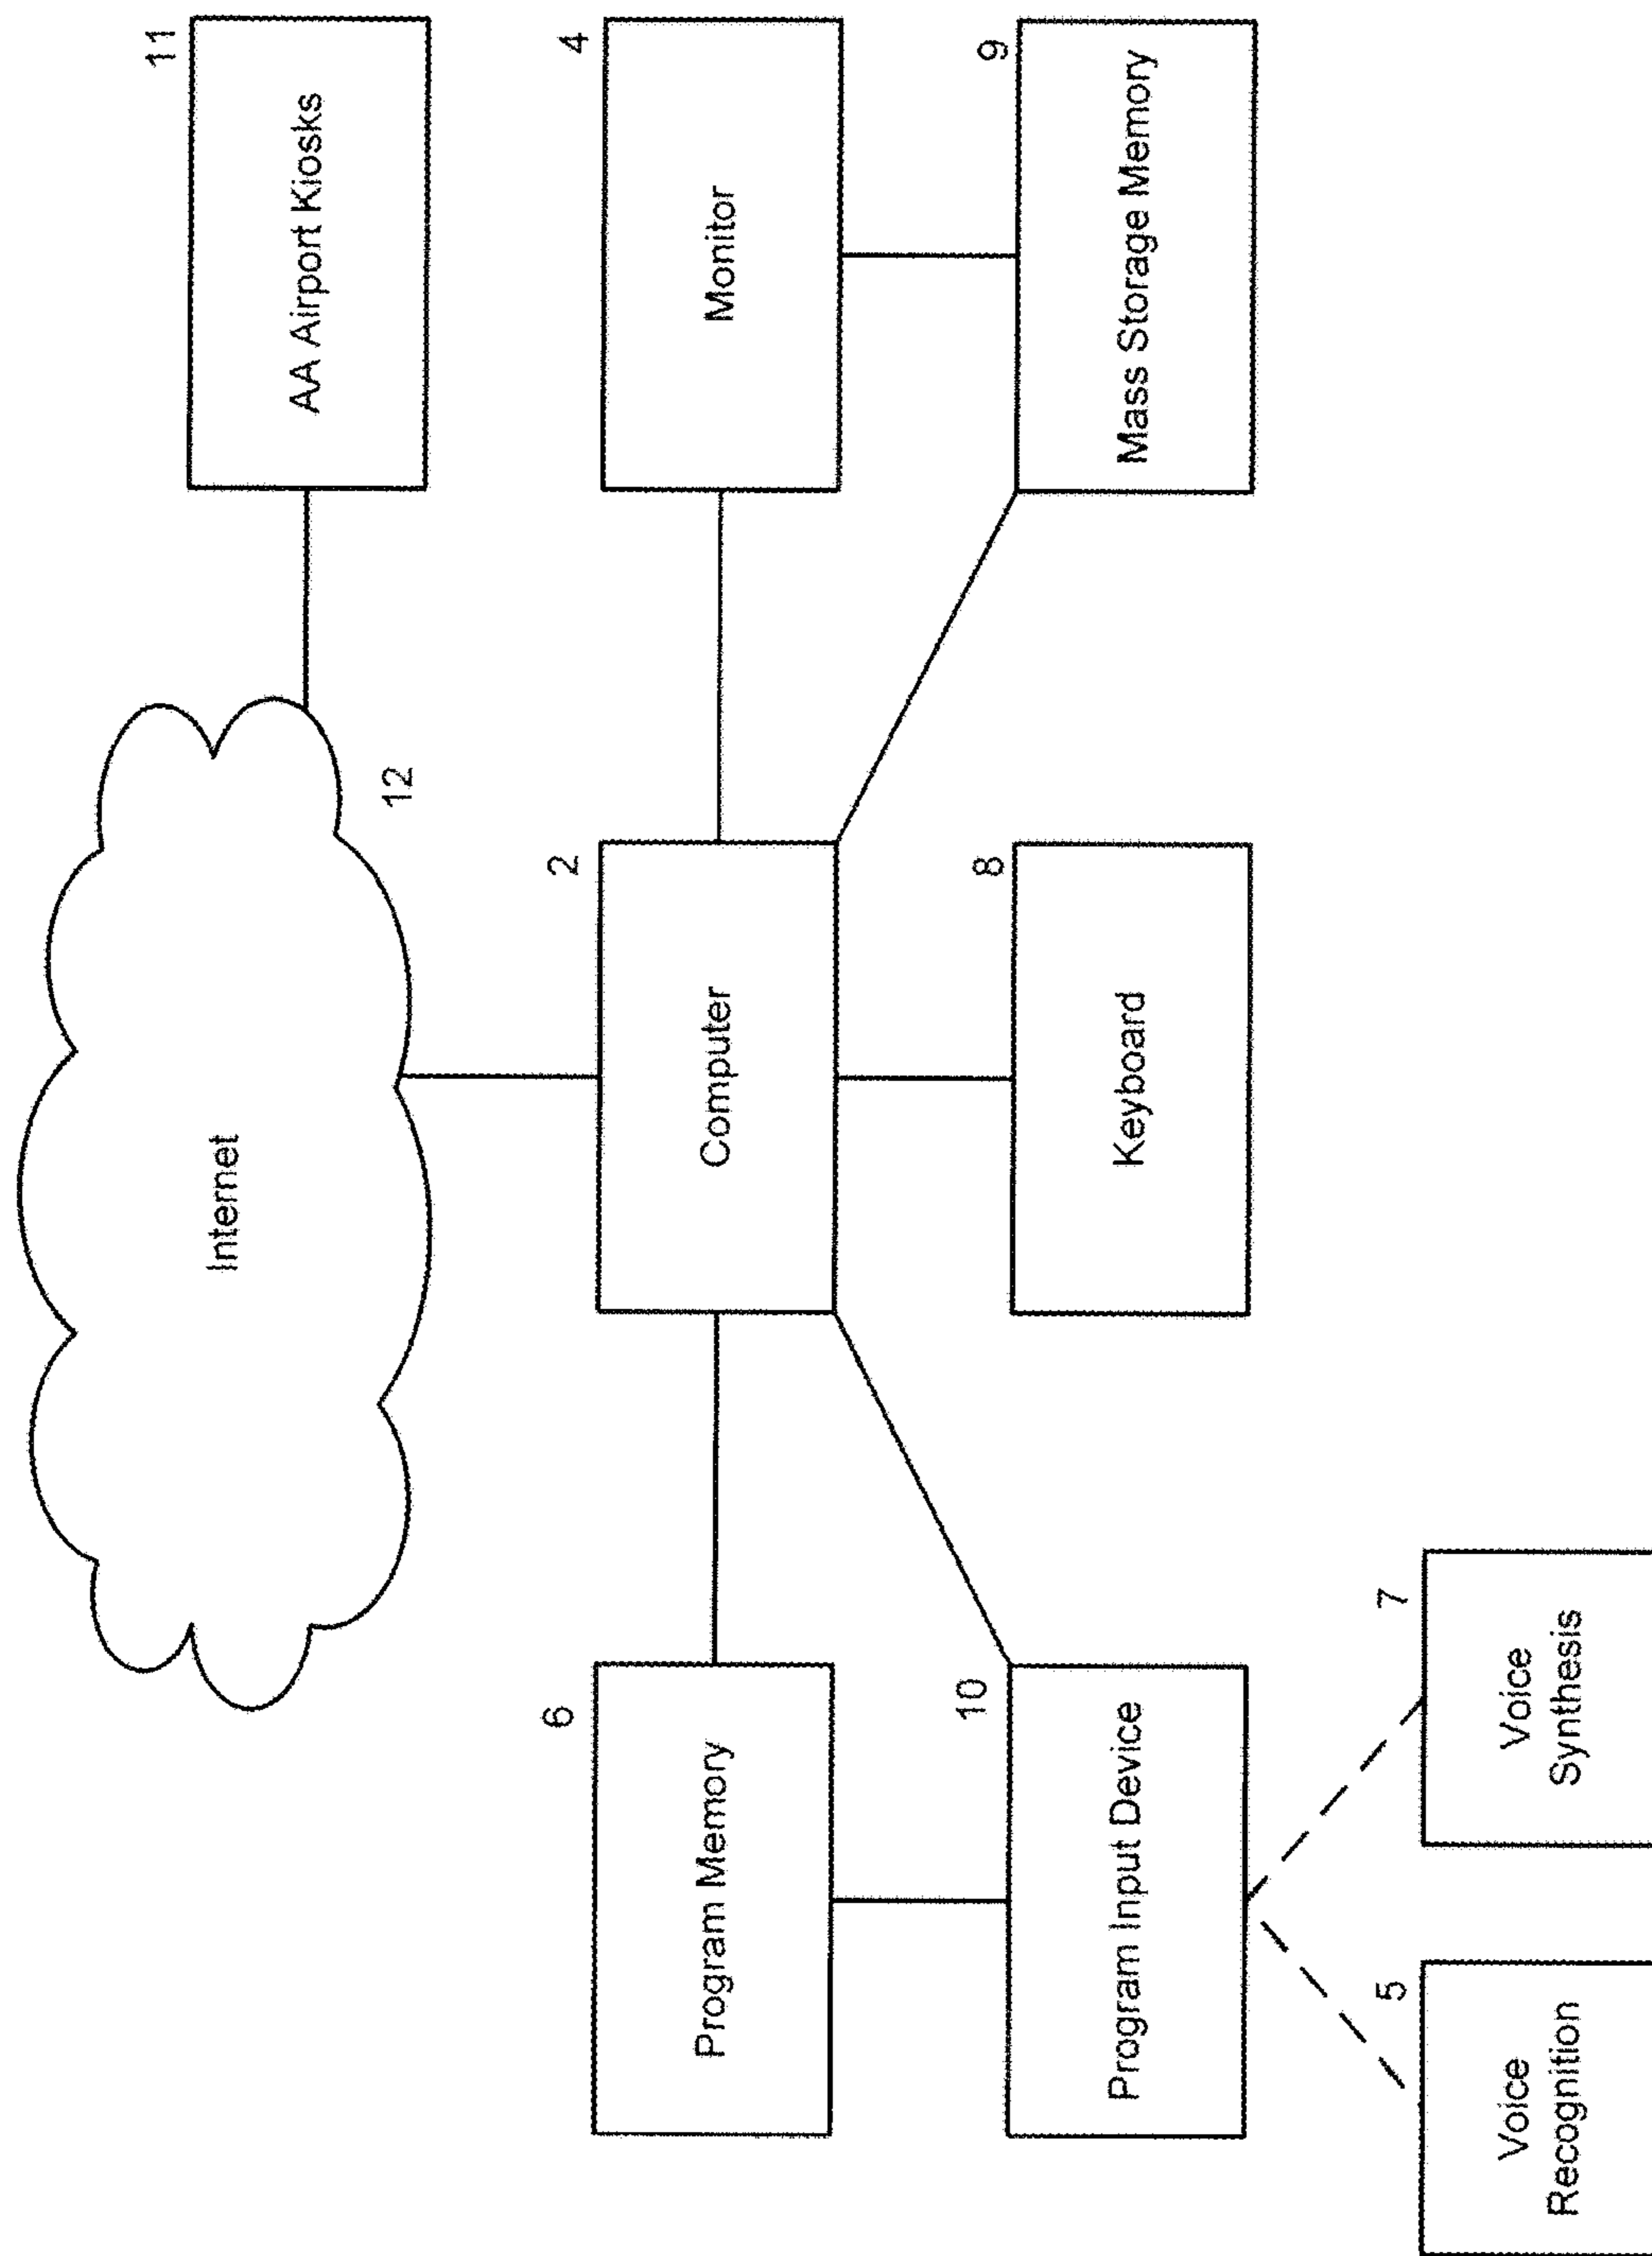 Internet
12
AA Airport Kiosks
11
Program Memory
6
Computer
2
Monitor
4
Program Input Device
10
Keyboard
8
Mass Storage Memory
9
Voice
Recognition
5
Voice
Synthesis
7